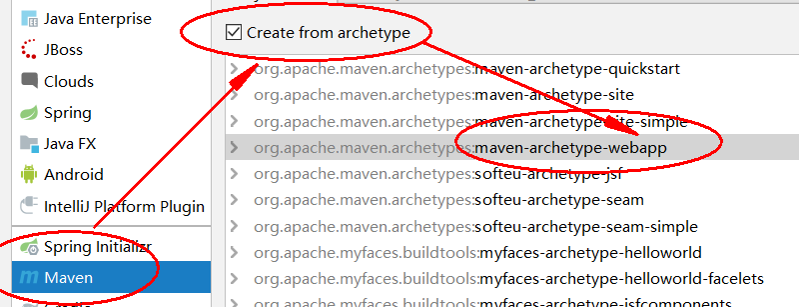 Java Enterprise
JBoss
Clouds
Spring
Java FX
Android
IntelliJ Platform Plugin
Spring Initializr
Maven
Create from archetype
org.apache.maven.archetypes:maven-archetype-quickstart
org.apache.maven.archetypes:maven-archetype-site
org.apache.maven.archetypes:maven-archetype-site-simple
org.apache.maven.archetypes:maven-archetype-webapp
org.apache.maven.archetypes:softeu-archetype-jsf
org.apache.maven.archetypes:softeu-archetype-seam
org.apache.maven.archetypes:softeu-archetype-seam-simple
org.apache.myfaces.buildtools:myfaces-archetype-helloworld
org.apache.myfaces.buildtools:myfaces-archetype-helloworld-facelets
org.apache.myfaces.buildtools:myfaces-archetype-jsfcomponents